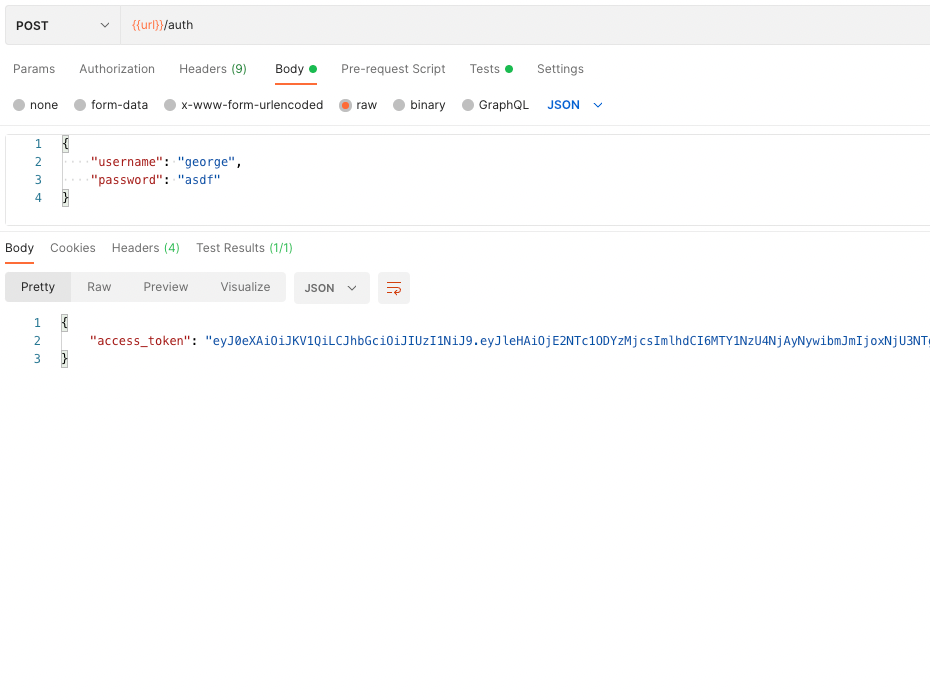 POST {{url}}/auth
Params Authorization Headers (9) Body Pre-request Script Tests Settings
none form-data x-www-form-urlencoded raw binary GraphQL JSON
1 {
2 "username": "george",
3 "password": "asdf"
4 }
Body Cookies Headers (4) Test Results (1/1)
Pretty Raw Preview Visualize JSON
1 {
2 "access_token": "eyJ0eXAiOiJKV1QiLCJhbGciOiJIUzI1NiJ9.eyJleHAiOjE2NTc1ODYzMjcsImlhdCI6MTY1NzU4NjAyNywibmJmIjoxNjU3NTg
3 }